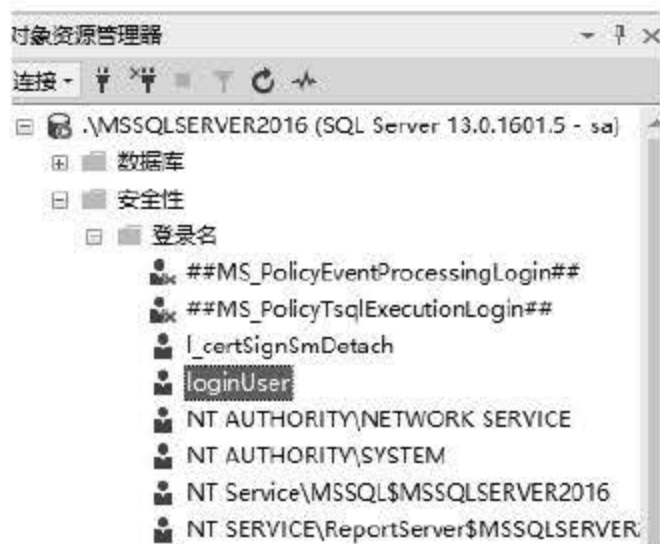 对象资源管理器
连接
.\MSSQLSERVER2016 (SQL Server 13.0.1601.5 - sa)
数据库
安全性
登录名
##MS_PolicyEventProcessingLogin##
##MS_PolicyTsqlExecutionLogin##
l_certSignSmDetach
loginUser
NT AUTHORITY\NETWORK SERVICE
NT AUTHORITY\SYSTEM
NT Service\MSSQL$MSSQLSERVER2016
NT SERVICE\ReportServer$MSSQLSERVER